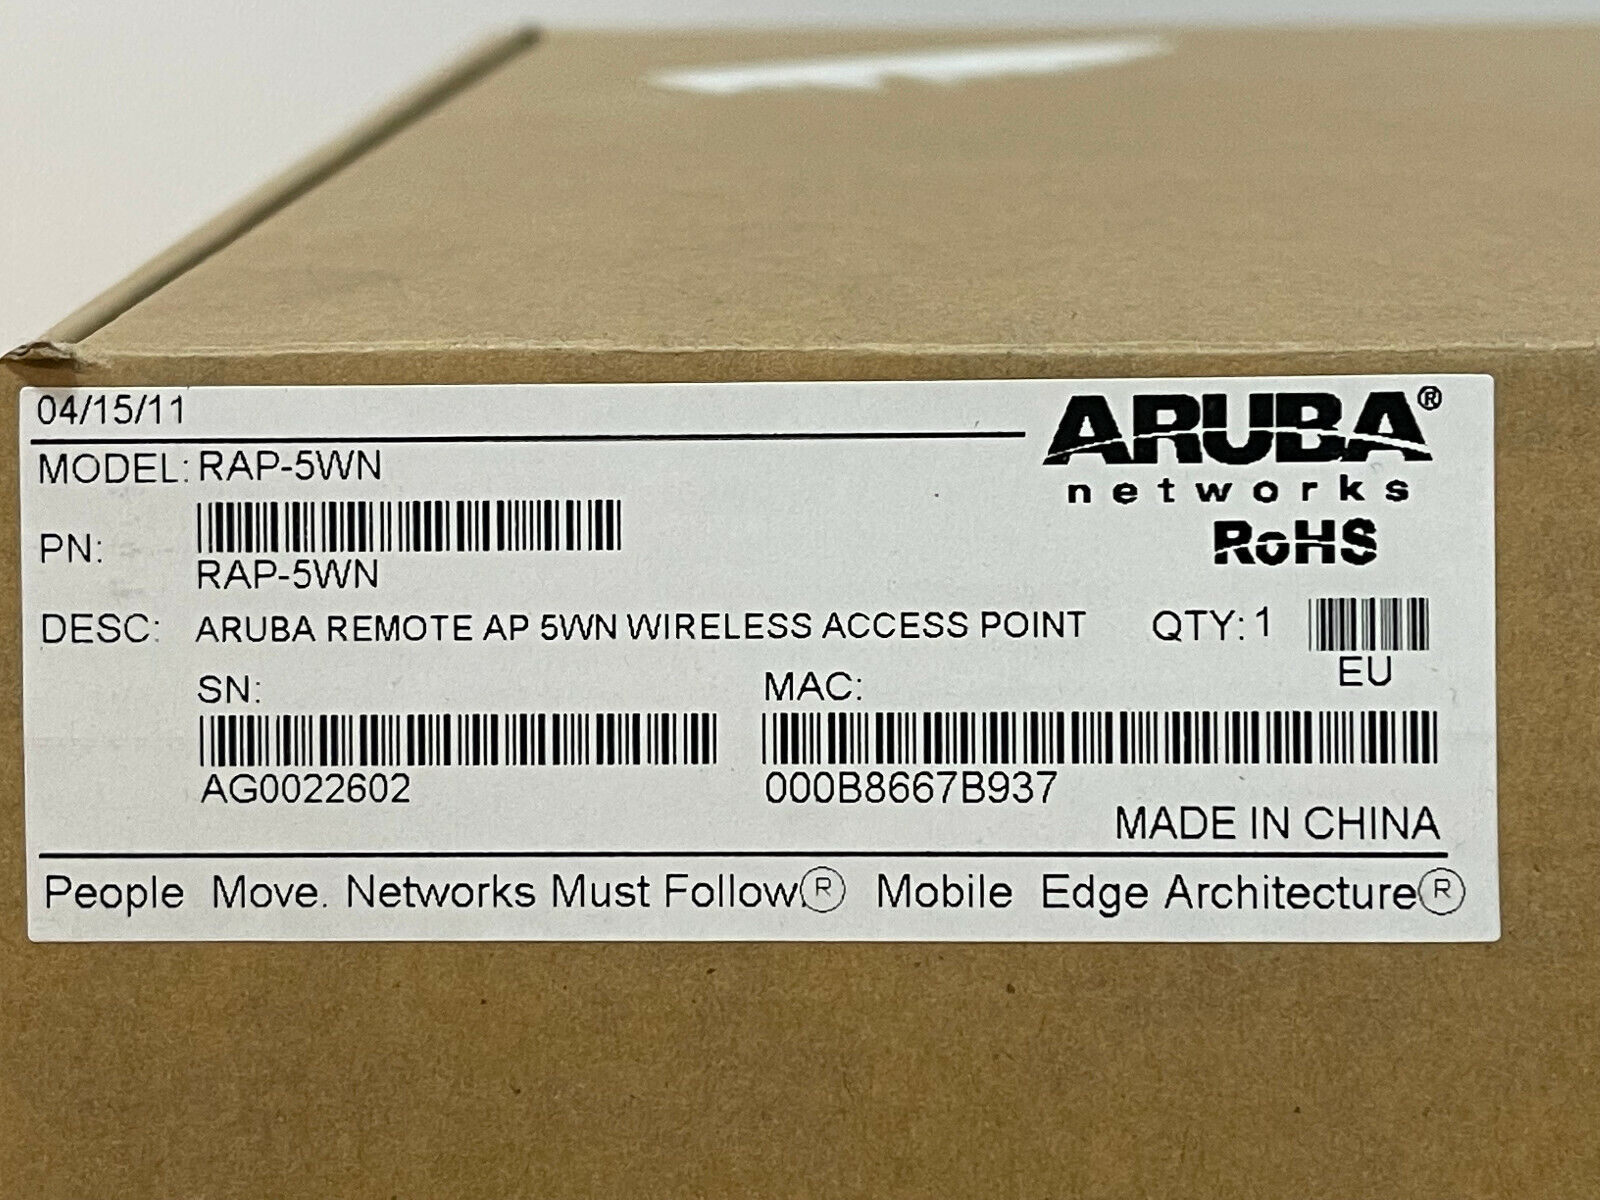 04/15/11
ARUBA®
networks
RoHS
MODEL: RAP-5WN
PN:
RAP-5WN
DESC: ARUBA REMOTE AP 5WN WIRELESS ACCESS POINT QTY: 1
EU
SN: MAC:
AG0022602 000B8667B937
MADE IN CHINA
People Move. Networks Must Follow.® Mobile Edge Architecture®